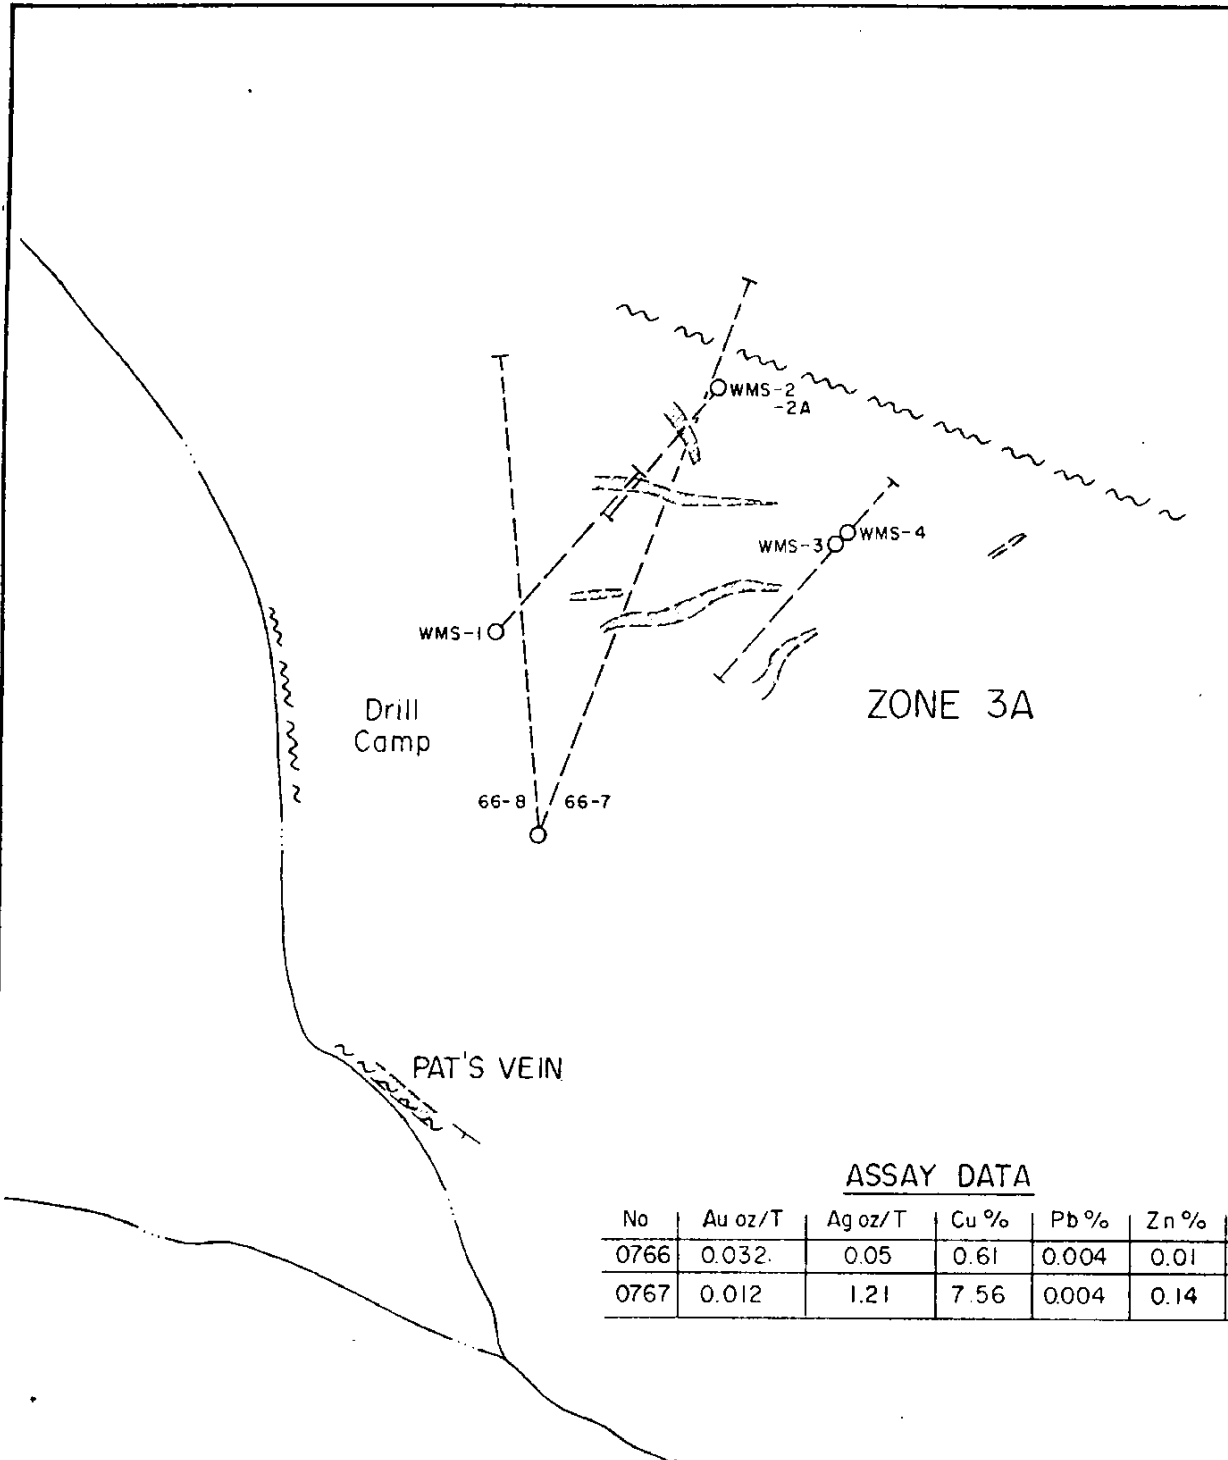 WMS-2
-2A
WMS-4
WMS-3
WMS-1
ZONE 3A
Drill
Camp
66-8 66-7
PAT'S VEIN
ASSAY DATA
No Au oz/T Ag oz/T Cu % Pb % Zn %
0766 0.032 0.05 0.61 0.004 0.01
0767 0.012 1.21 7.56 0.004 0.14